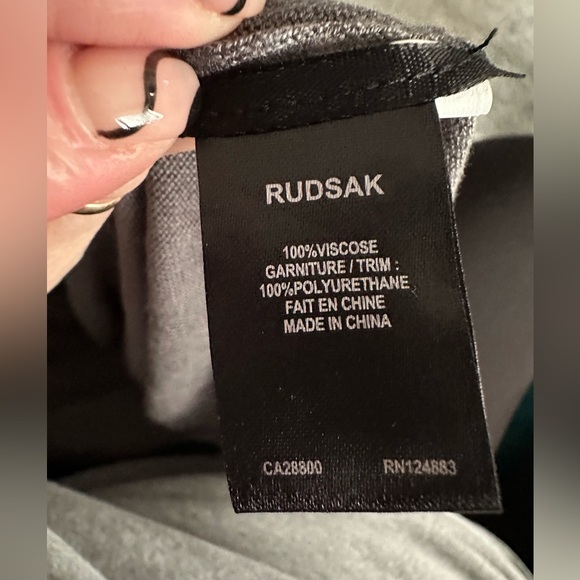 RUDSAK
100%VISCOSE
GARNITURE / TRIM :
100%POLYURETHANE
FAIT EN CHINE
MADE IN CHINA
CA28800 RN124883